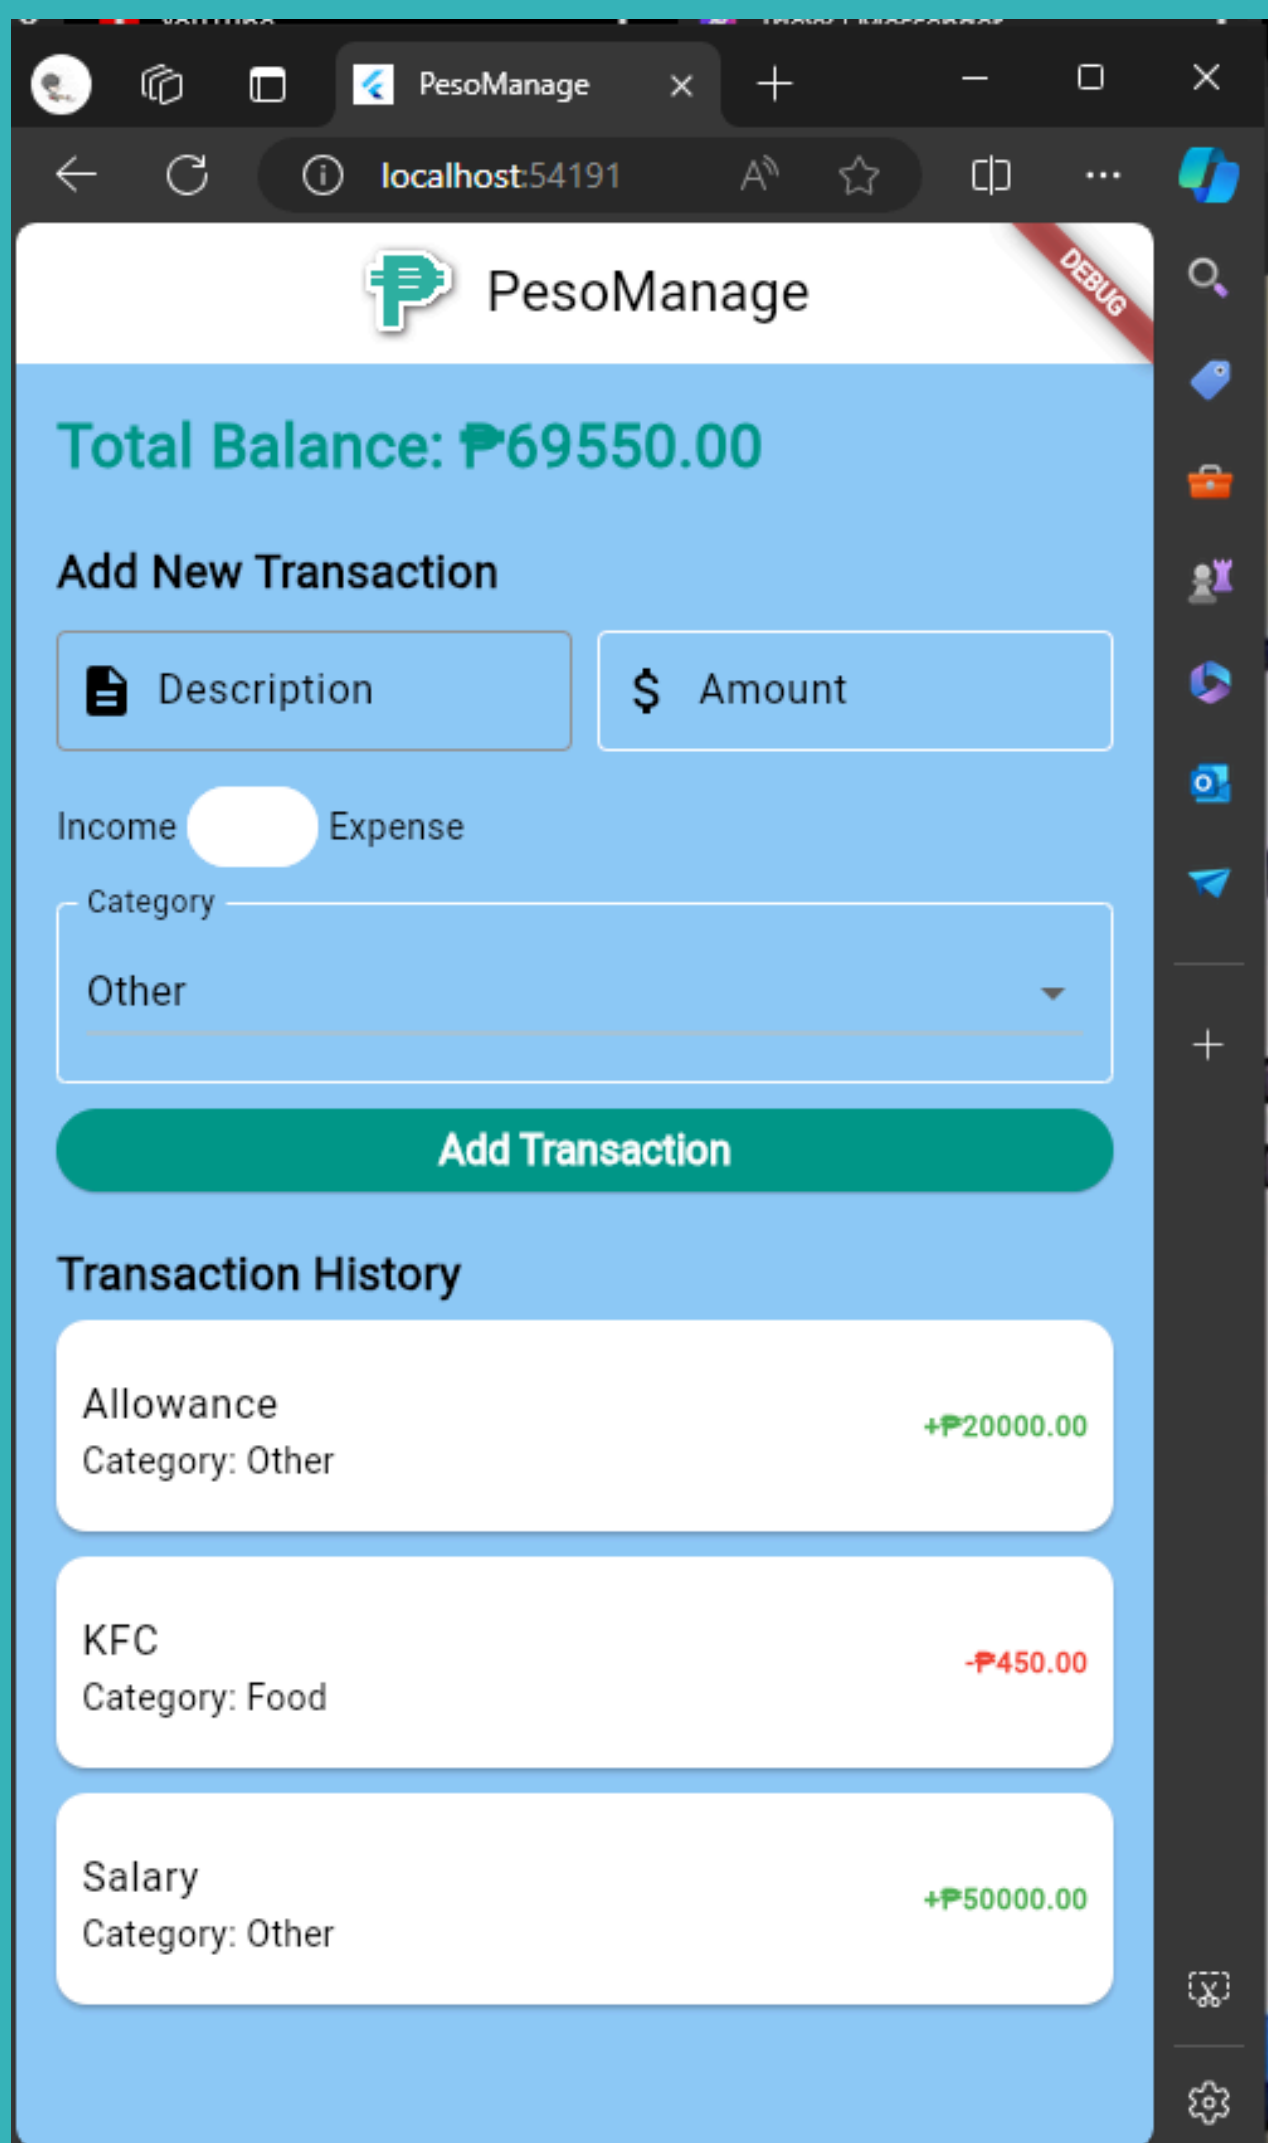 PesoManage
localhost:54191
PesoManage
DEBUG
Total Balance: ₱69550.00
Add New Transaction
Description
$ Amount
Income Expense
Category
Other
Add Transaction
Transaction History
Allowance
+₱20000.00
Category: Other
KFC
-₱450.00
Category: Food
Salary
+₱50000.00
Category: Other